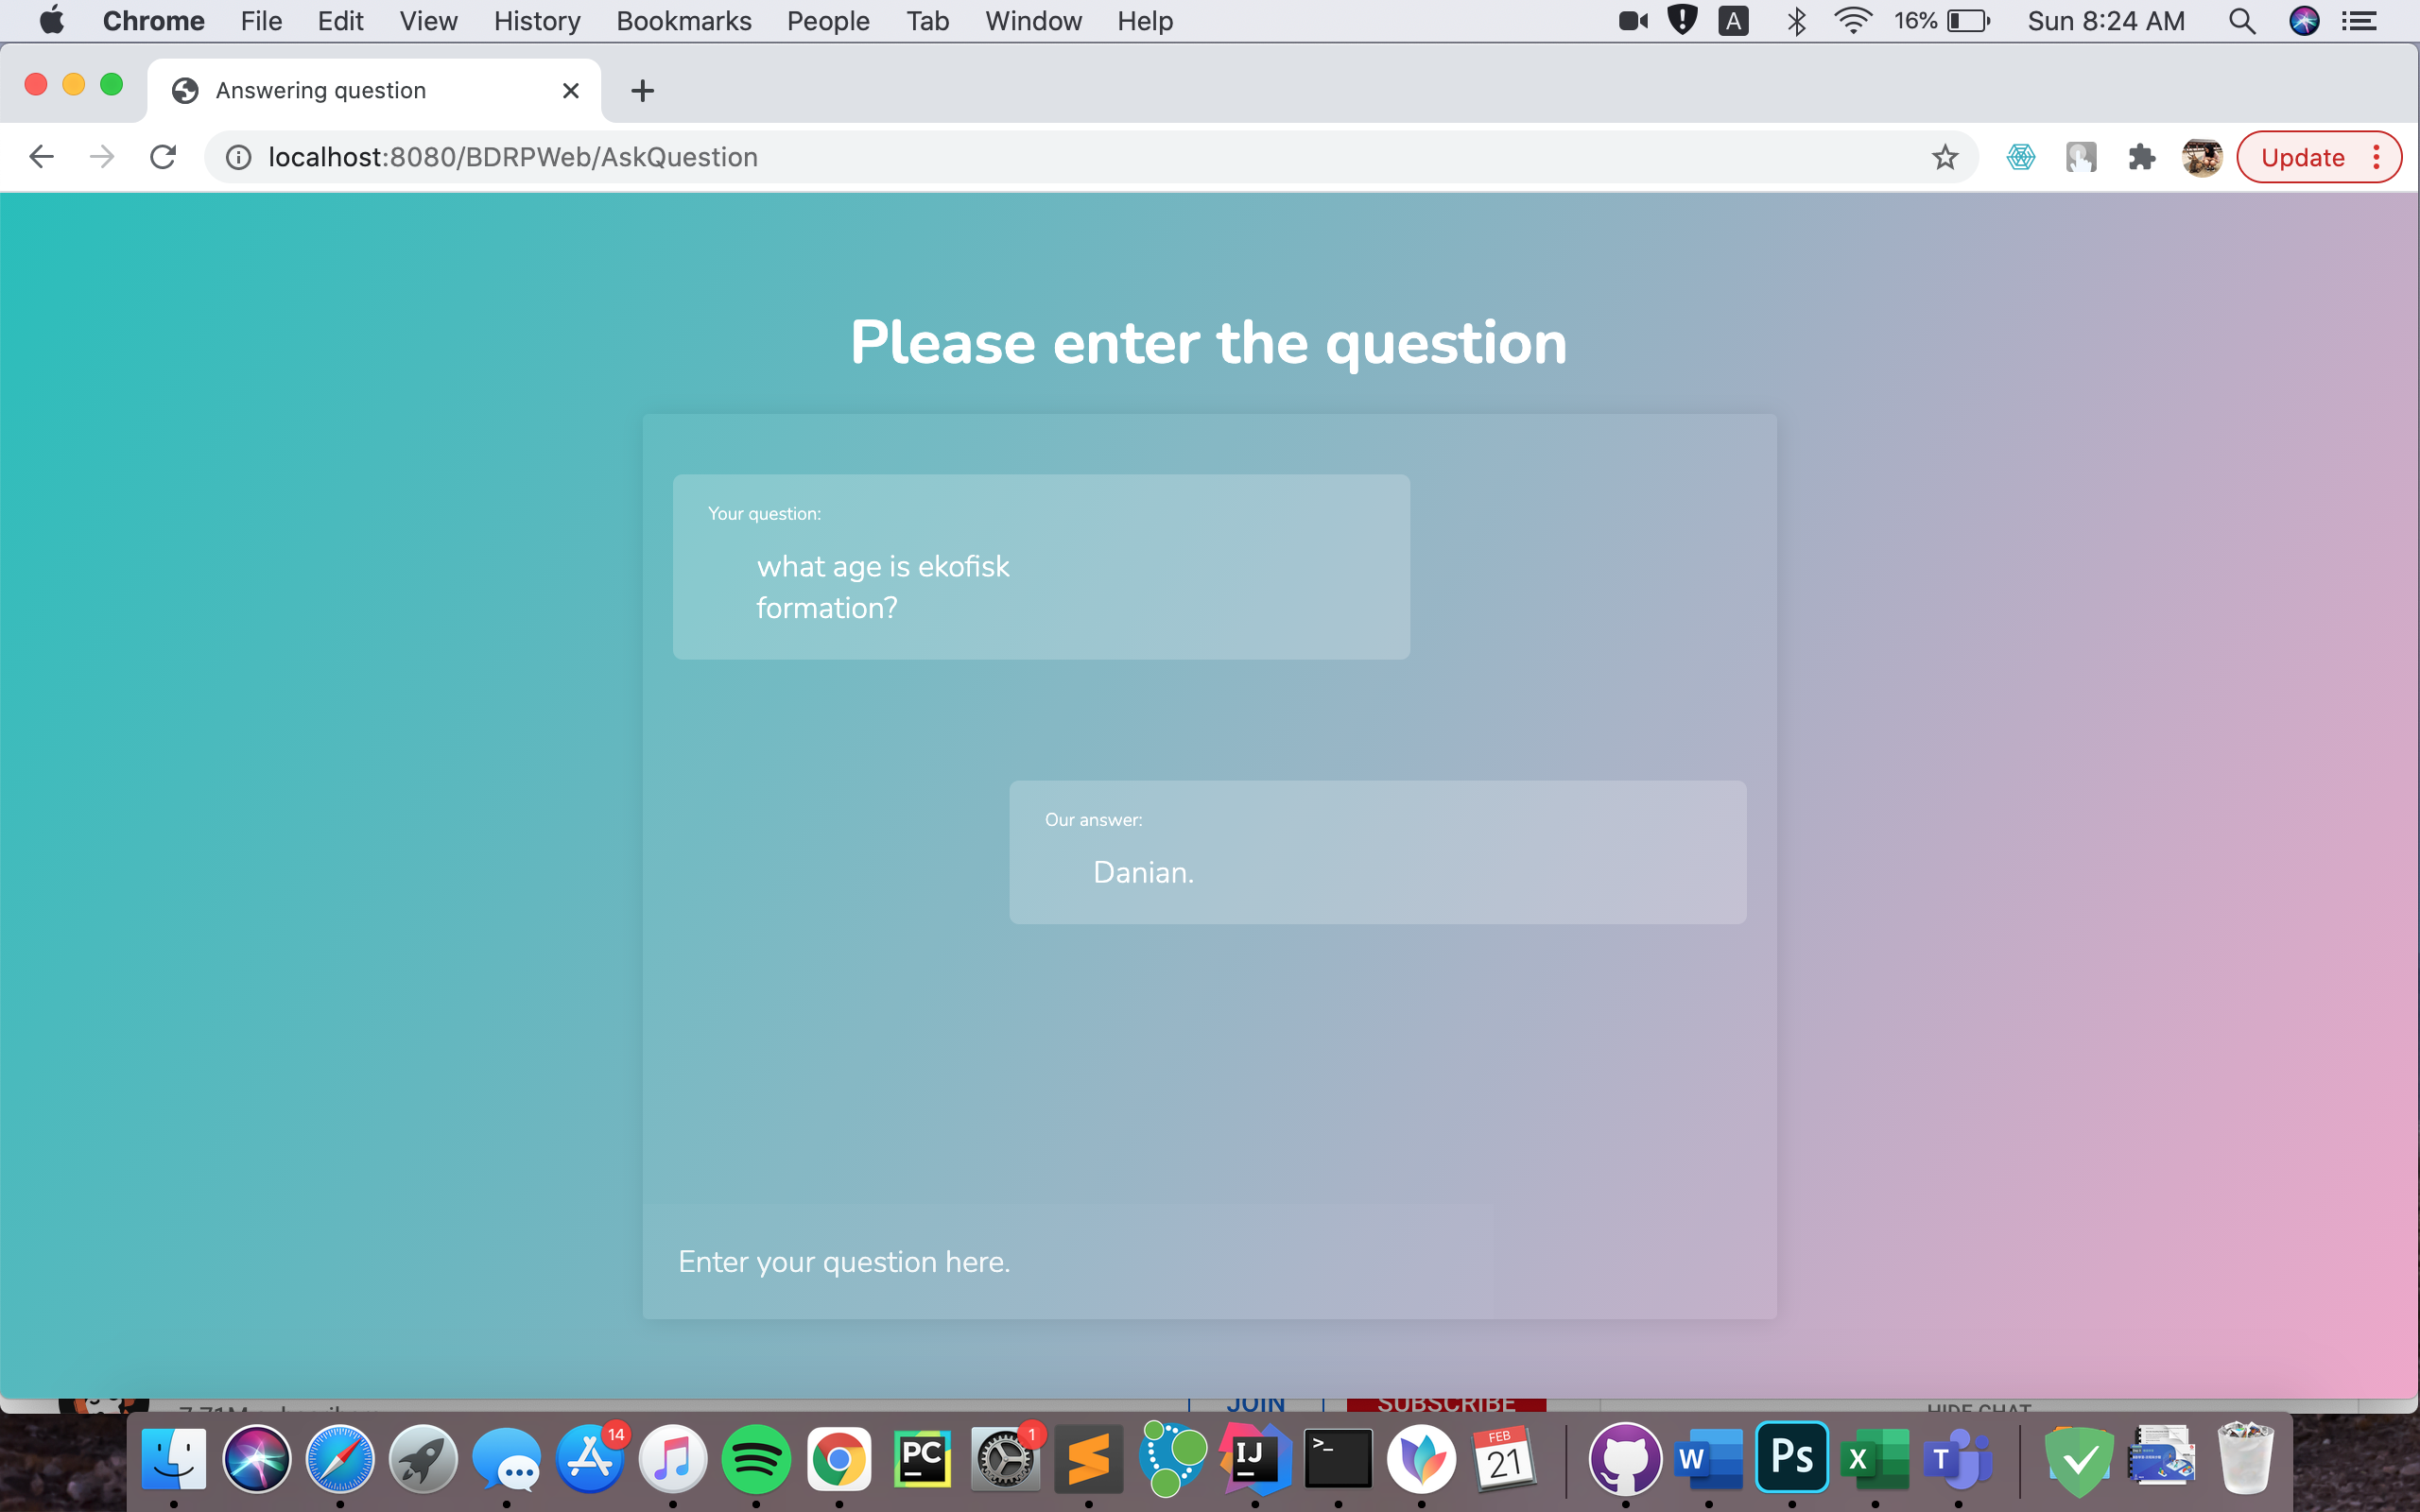 Chrome File Edit View History Bookmarks People Tab Window Help A 16% Sun 8:24 AM
Answering question
localhost:8080/BDRPWeb/AskQuestion Update
Please enter the question
Your question:
what age is ekofisk
formation?
Our answer:
Danian.
Enter your question here.
JOIN SUBSCRIBE HIDE CHAT
14 PC 1 IJ >_ FEB 21 W Ps X T